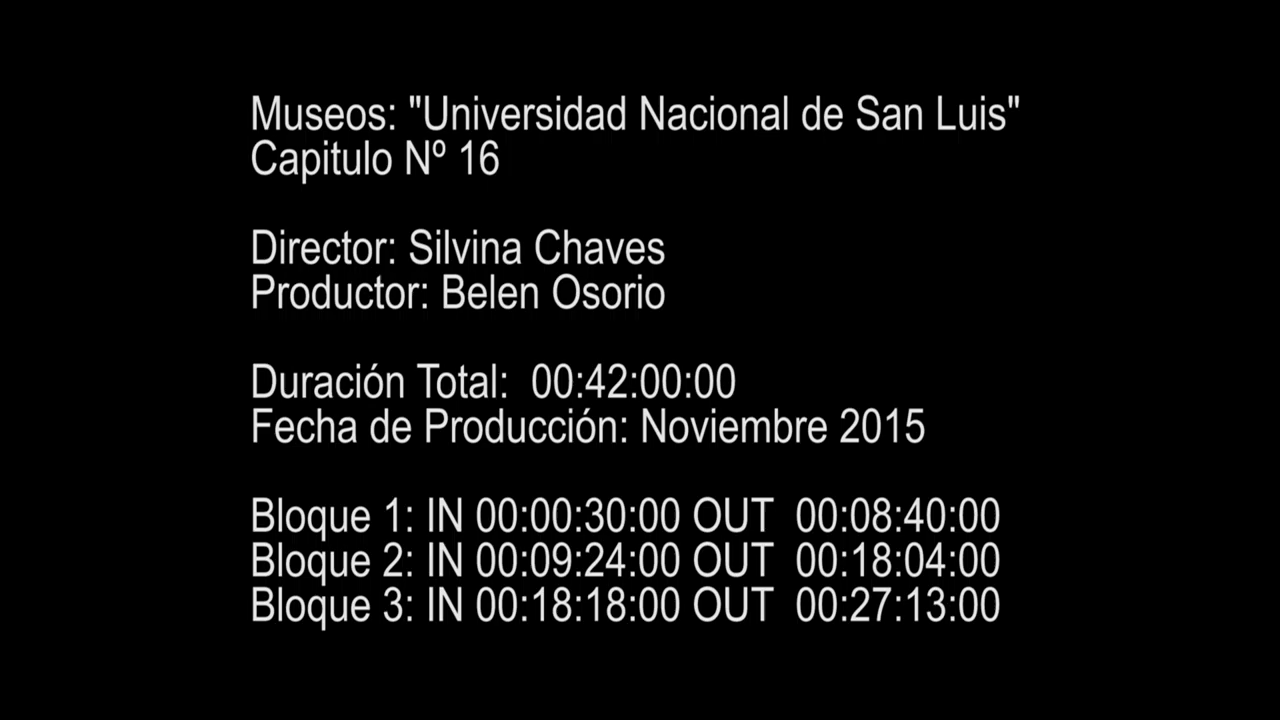 Museos: "Universidad Nacional de San Luis"
Capitulo Nº 16
Director: Silvina Chaves
Productor: Belen Osorio
Duración Total:  00:42:00:00
Fecha de Producción: Noviembre 2015
Bloque 1: IN 00:00:30:00 OUT  00:08:40:00
Bloque 2: IN 00:09:24:00 OUT  00:18:04:00
Bloque 3: IN 00:18:18:00 OUT  00:27:13:00